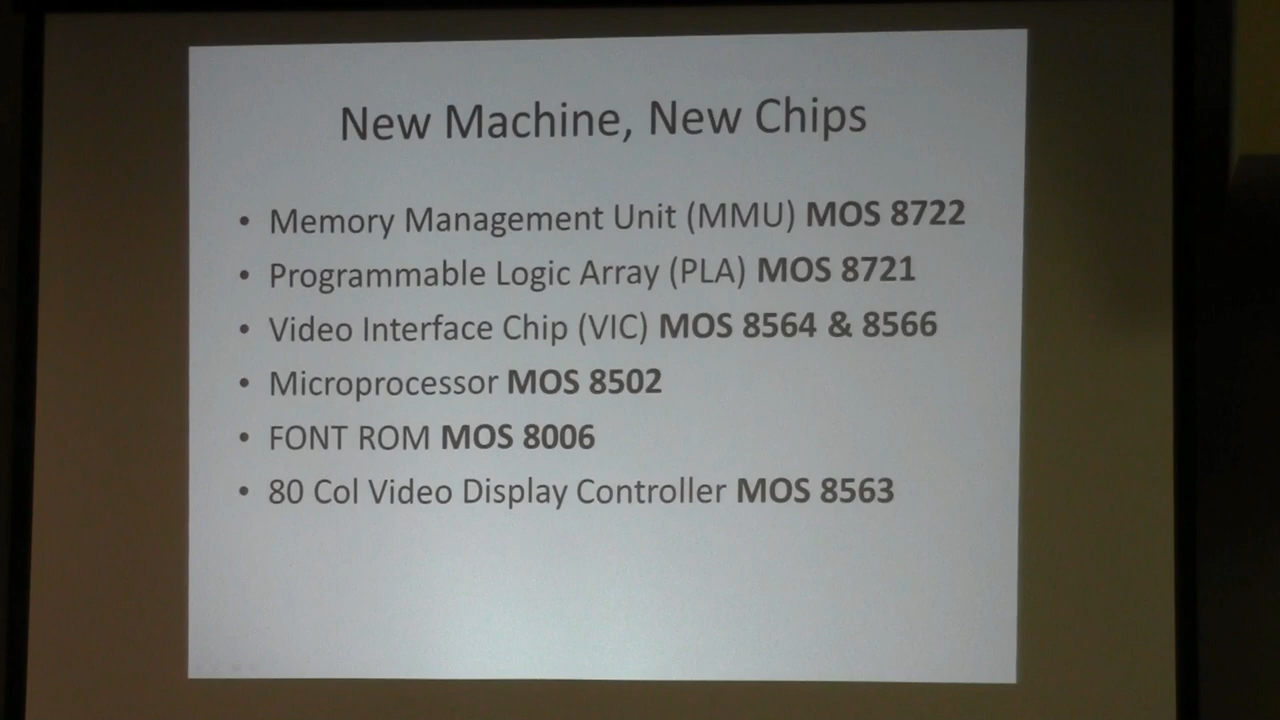 New Machine, New Chips
• Memory Management Unit (MMU) MOS 8722
• Programmable Logic Array (PLA) MOS 8721
• Video Interface Chip (VIC) MOS 8564 & 8566
• Microprocessor MOS 8502
• FONT ROM MOS 8006
• 80 Col Video Display Controller MOS 8563